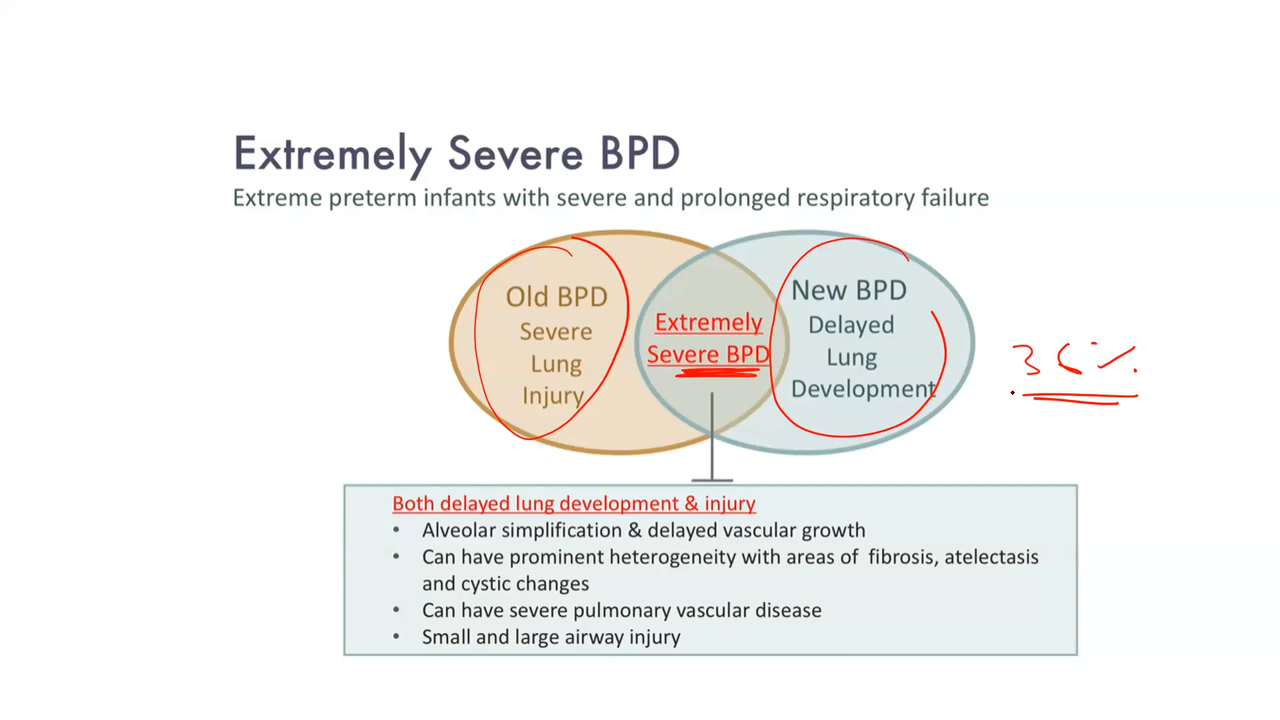 Extremely Severe BPD
Extreme preterm infants with severe and prolonged respiratory failure
Old BPD
Severe
Lung
Injury
Extremely
Severe BPD
New BPD
Delayed
Lung
Development
36%
Both delayed lung development & injury
• Alveolar simplification & delayed vascular growth
• Can have prominent heterogeneity with areas of fibrosis, atelectasis
and cystic changes
• Can have severe pulmonary vascular disease
• Small and large airway injury